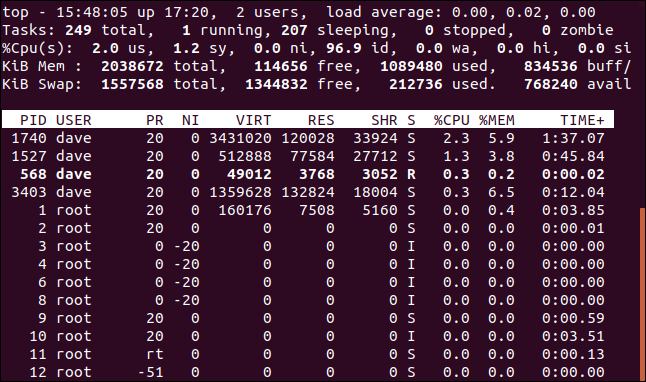 top - 15:48:05 up 17:20,  2 users,  load average: 0.00, 0.02, 0.00
Tasks: 249 total,   1 running, 207 sleeping,   0 stopped,   0 zombie
%Cpu(s):  2.0 us,  1.2 sy,  0.0 ni, 96.9 id,  0.0 wa,  0.0 hi,  0.0 si
KiB Mem :  2038672 total,   114656 free,  1089480 used,   834536 buff/
KiB Swap:  1557568 total,  1344832 free,   212736 used.   768240 avail
PID USER      PR  NI    VIRT    RES    SHR S  %CPU %MEM     TIME+
1740 dave      20   0 3431020 120028  33924 S   2.3  5.9   1:37.07
1527 dave      20   0  512888  77584  27712 S   1.3  3.8   0:45.84
568 dave      20   0   49012   3768   3052 R   0.3  0.2   0:00.02
3403 dave      20   0 1359628 132824  18004 S   0.3  6.5   0:12.04
1 root      20   0  160176   7508   5160 S   0.0  0.4   0:03.85
2 root      20   0       0      0      0 S   0.0  0.0   0:00.01
3 root       0 -20       0      0      0 I   0.0  0.0   0:00.00
4 root       0 -20       0      0      0 I   0.0  0.0   0:00.00
6 root       0 -20       0      0      0 I   0.0  0.0   0:00.00
8 root       0 -20       0      0      0 I   0.0  0.0   0:00.00
9 root      20   0       0      0      0 S   0.0  0.0   0:00.59
10 root      20   0       0      0      0 I   0.0  0.0   0:03.51
11 root      rt   0       0      0      0 S   0.0  0.0   0:00.13
12 root     -51   0       0      0      0 S   0.0  0.0   0:00.00